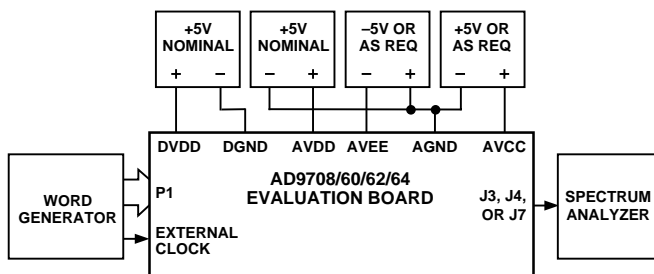 +5V
NOMINAL
+ –
+5V
NOMINAL
– +
–5V OR
AS REQ
– +
+5V OR
AS REQ
– +
DVDD DGND AVDD AVEE AGND AVCC
WORD
GENERATOR
P1
EXTERNAL
CLOCK
AD9708/60/62/64
EVALUATION BOARD
J3, J4,
OR J7
SPECTRUM
ANALYZER